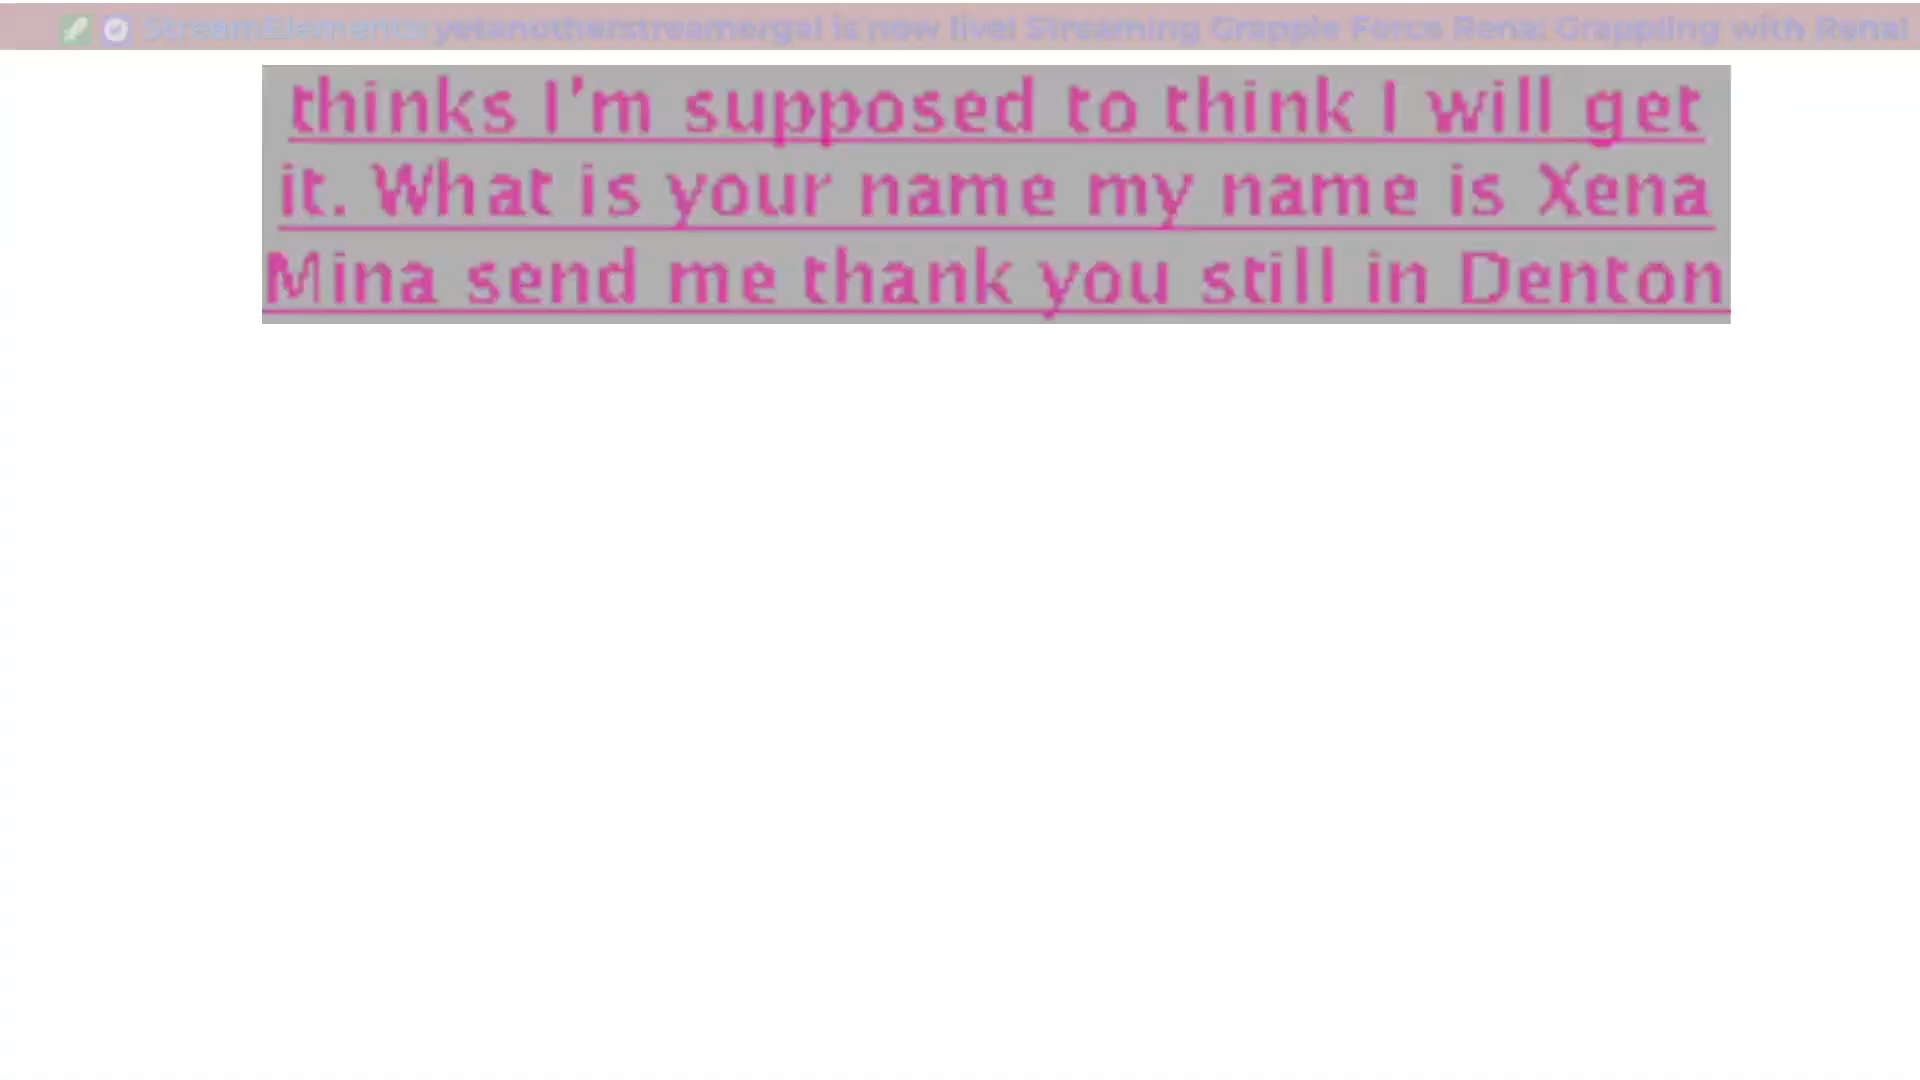 StreamElements: yetanotherstreamergal is now live! Streaming Grapple Force Rena: Grappling with Rena!
thinks I'm supposed to think I will get
it. What is your name my name is Xena
Mina send me thank you still in Denton